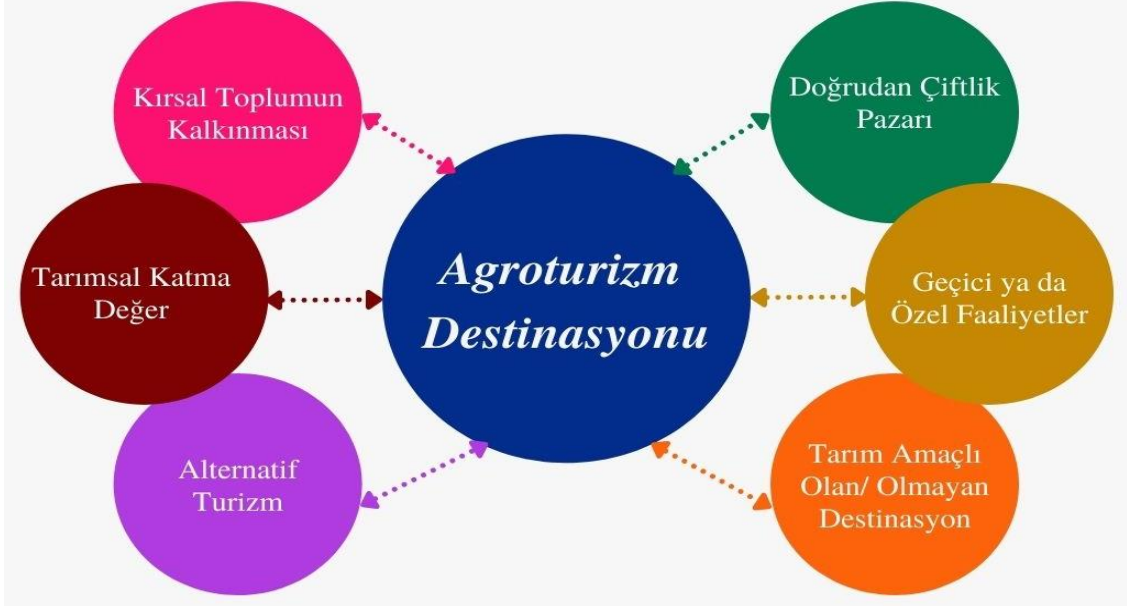 Kırsal Toplumun
Kalkınması
Doğrudan Çiftlik
Pazarı
Tarımsal Katma
Değer
Agroturizm
Destinasyonu
Geçici ya da
Özel Faaliyetler
Alternatif
Turizm
Tarım Amaçlı
Olan/ Olmayan
Destinasyon